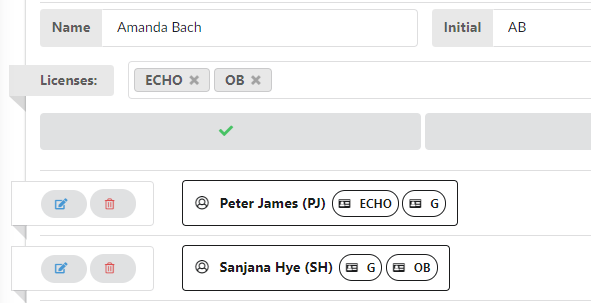 Name Amanda Bach Initial AB
Licenses: ECHO OB
Peter James (PJ) ECHO G
Sanjana Hye (SH) G OB